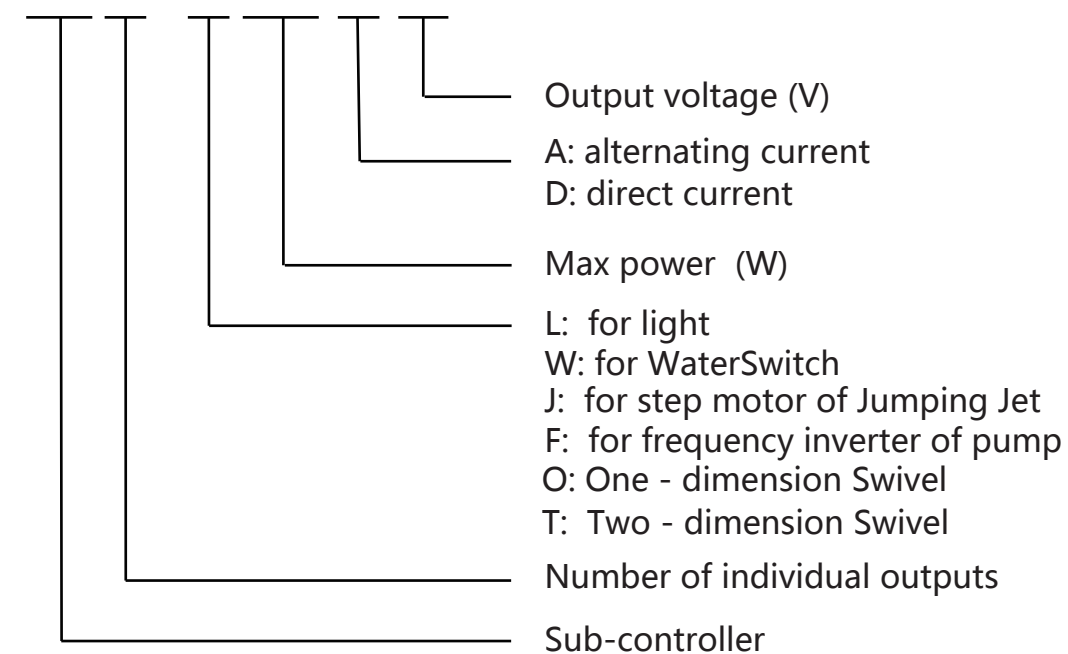 Output voltage (V)
A: alternating current
D: direct current
Max power (W)
L: for light
W: for WaterSwitch
J: for step motor of Jumping Jet
F: for frequency inverter of pump
O: One - dimension Swivel
T: Two - dimension Swivel
Number of individual outputs
Sub-controller